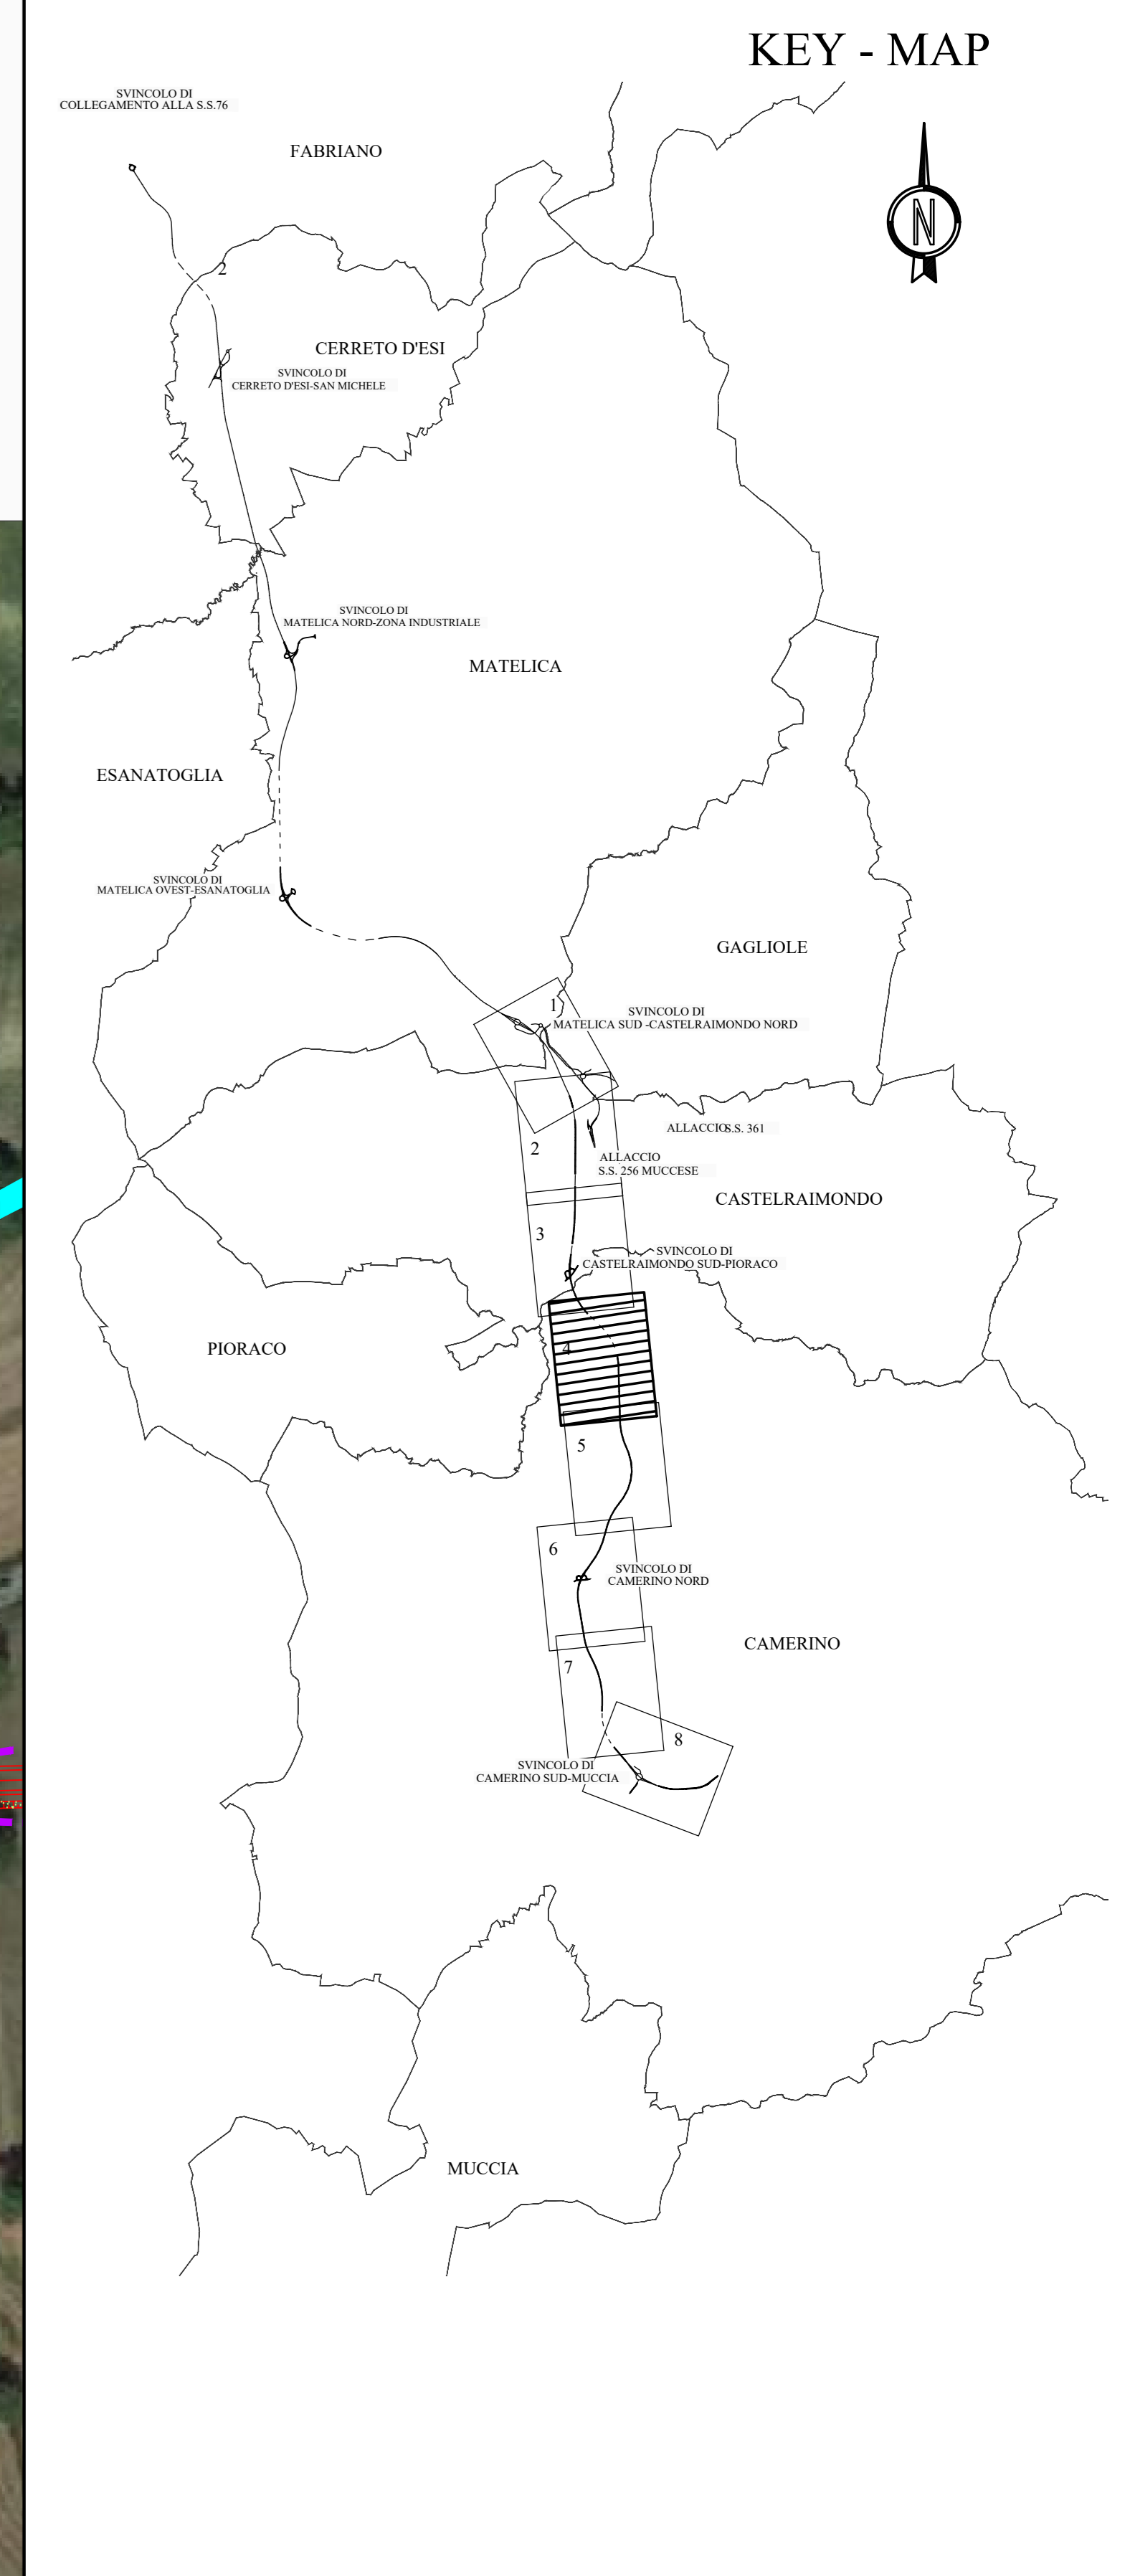 KEY - MAP
SVINCOLO DI
COLLEGAMENTO ALLA S.S.76
FABRIANO
N
2
CERRETO D'ESI
SVINCOLO DI
CERRETO D'ESI-SAN MICHELE
SVINCOLO DI
MATELICA NORD-ZONA INDUSTRIALE
MATELICA
ESANATOGLIA
SVINCOLO DI
MATELICA OVEST-ESANATOGLIA
GAGLIOLE
1
SVINCOLO DI
MATELICA SUD -CASTELRAIMONDO NORD
ALLACCIO S.S. 361
2
ALLACCIO
S.S. 256 MUCCESE
CASTELRAIMONDO
3
SVINCOLO DI
CASTELRAIMONDO SUD-PIORACO
PIORACO
4
5
6
SVINCOLO DI
CAMERINO NORD
CAMERINO
7
8
SVINCOLO DI
CAMERINO SUD-MUCCIA
MUCCIA